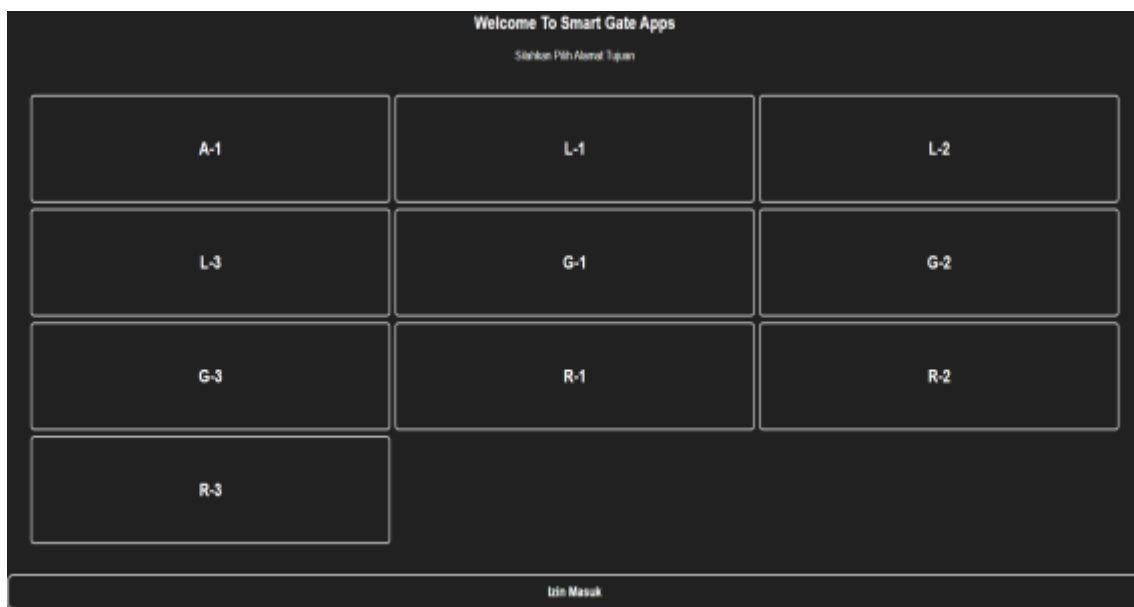 Welcome To Smart Gate Apps
Silahkan Pilih Alamat Tujuan
A-1 L-1 L-2
L-3 G-1 G-2
G-3 R-1 R-2
R-3
Izin Masuk